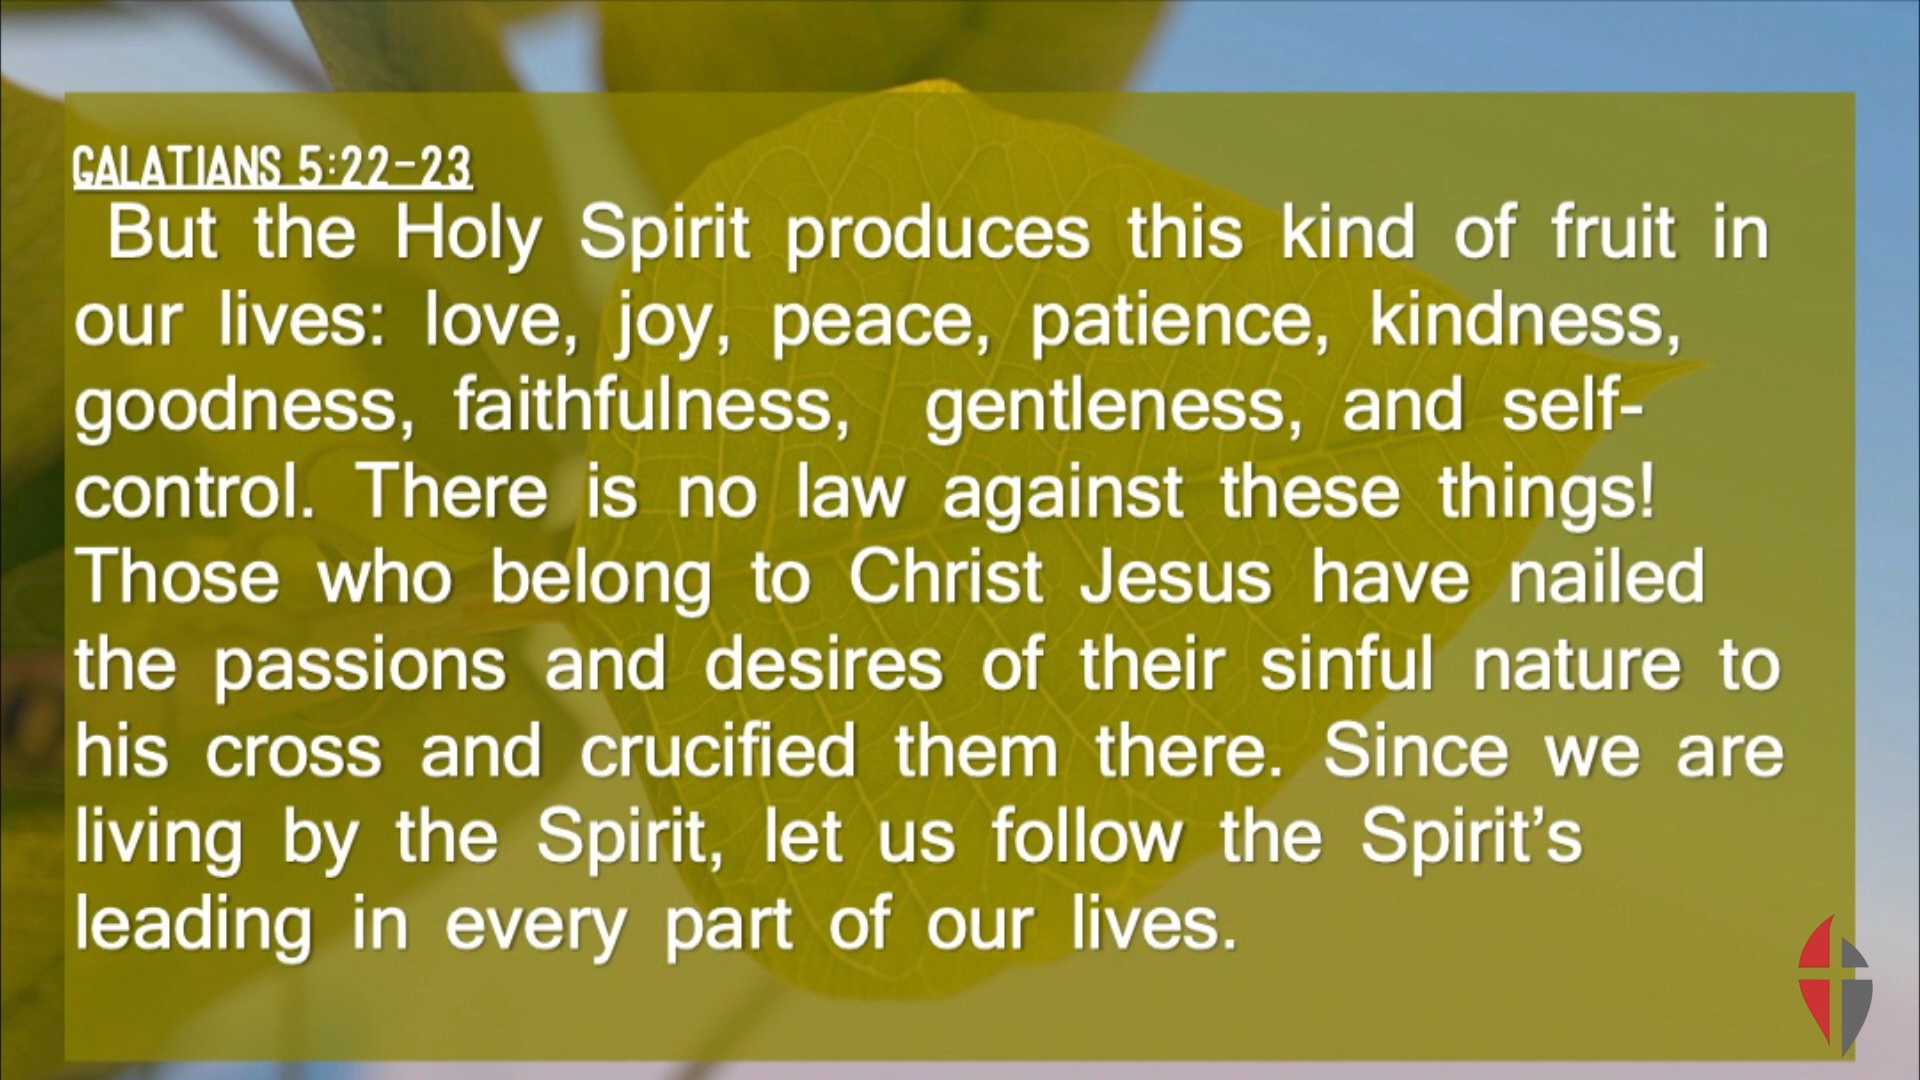 GALATIANS 5:22-23
But the Holy Spirit produces this kind of fruit in
our lives: love, joy, peace, patience, kindness,
goodness, faithfulness, gentleness, and self-
control. There is no law against these things!
Those who belong to Christ Jesus have nailed
the passions and desires of their sinful nature to
his cross and crucified them there. Since we are
living by the Spirit, let us follow the Spirit’s
leading in every part of our lives.